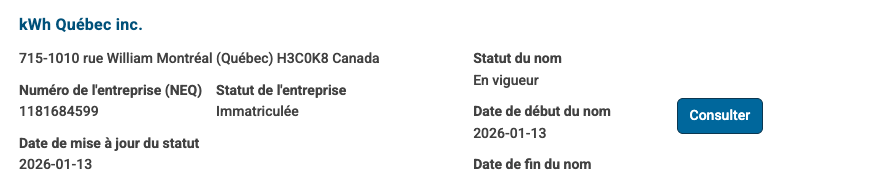 kWh Québec inc.
715-1010 rue William Montréal (Québec) H3C0K8 Canada
Numéro de l'entreprise (NEQ) Statut de l'entreprise
1181684599 Immatriculée
Date de mise à jour du statut
2026-01-13
Statut du nom
En vigueur
Date de début du nom
2026-01-13
Date de fin du nom
Consulter